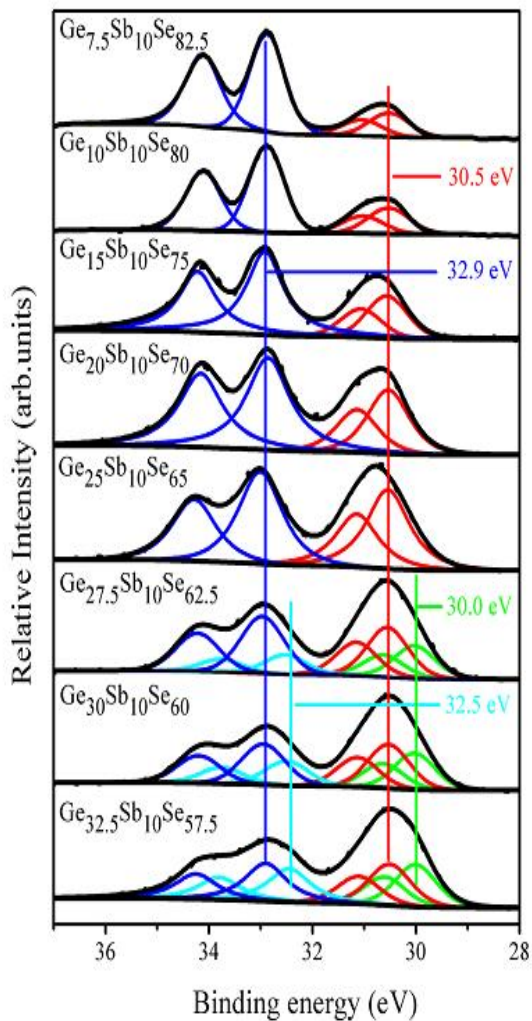 Ge7.5Sb10Se82.5
Ge10Sb10Se80
30.5 eV
Ge15Sb10Se75
32.9 eV
Ge20Sb10Se70
Ge25Sb10Se65
Ge27.5Sb10Se62.5
30.0 eV
Ge30Sb10Se60
32.5 eV
Ge32.5Sb10Se57.5
Relative Intensity (arb.units)
36 34 32 30 28
Binding energy (eV)